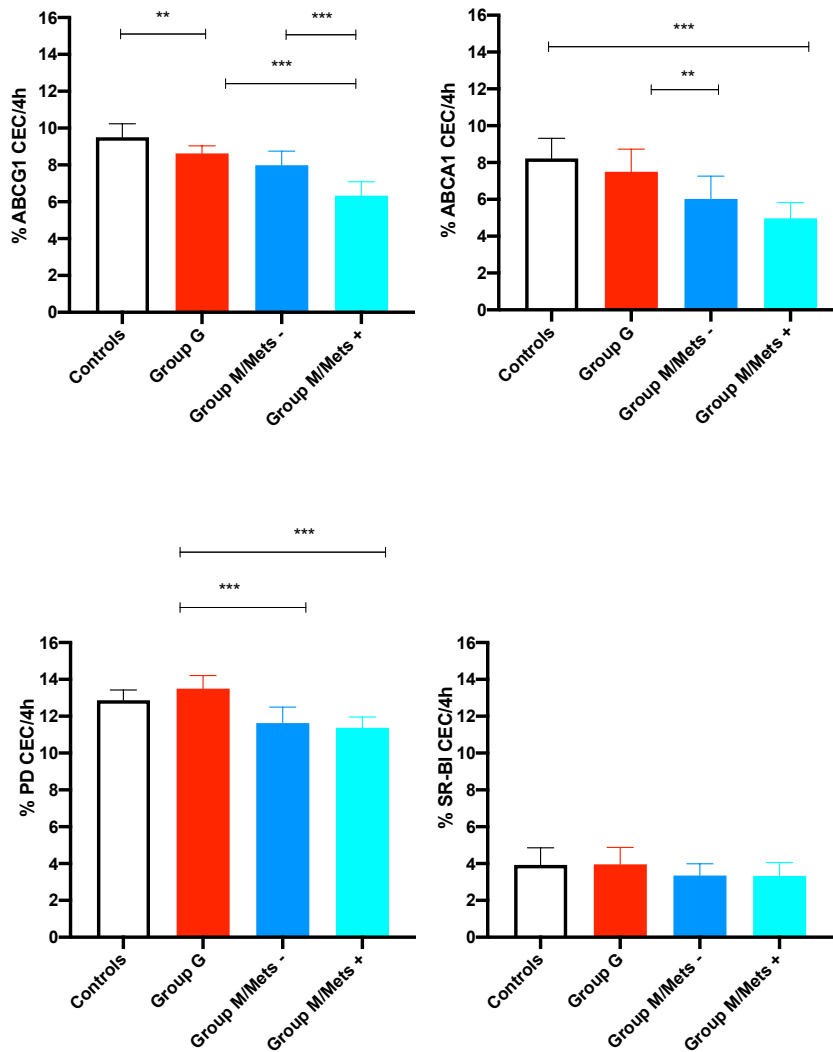 ** ***
***
% ABCG1 CEC/4h
16
14
12
10
8
6
4
2
0
Controls
Group G
Group M/Mets -
Group M/Mets +
***
**
% ABCA1 CEC/4h
16
14
12
10
8
6
4
2
0
Controls
Group G
Group M/Mets -
Group M/Mets +
***
***
% PD CEC/4h
16
14
12
10
8
6
4
2
0
Controls
Group G
Group M/Mets -
Group M/Mets +
% SR-BI CEC/4h
16
14
12
10
8
6
4
2
0
Controls
Group G
Group M/Mets -
Group M/Mets +